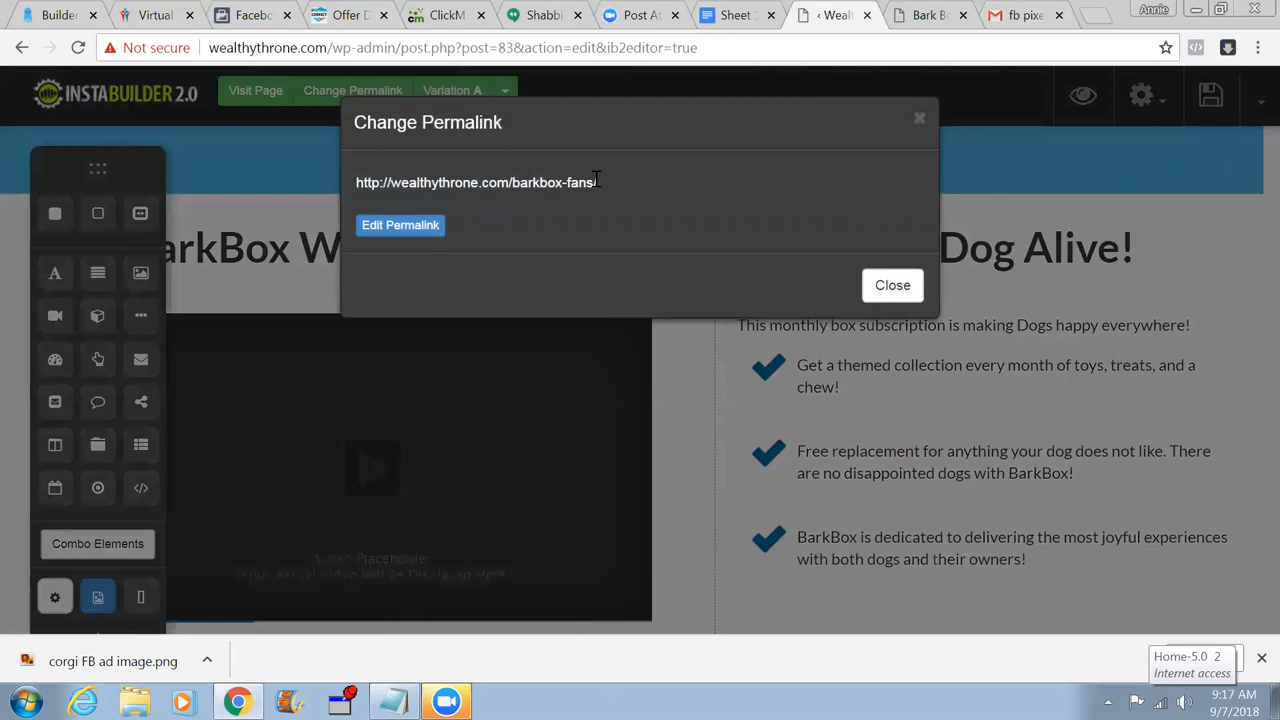 Builder
Virtual
Faceb
Offer D
ClickM
Shabbi
Post At
Sheet
‹ Wealt
Bark B
fb pixe
Annie
Not secure
wealthythrone.com/wp-admin/post.php?post=83&action=edit&ib2editor=true
INSTABUILDER 2.0
Visit Page
Change Permalink
Variation A
Change Permalink
×
http://wealthythrone.com/barkbox-fans/
Edit Permalink
Close
arkBox W
Dog Alive!
This monthly box subscription is making Dogs happy everywhere!
Get a themed collection every month of toys, treats, and a
chew!
Free replacement for anything your dog does not like. There
are no disappointed dogs with BarkBox!
BarkBox is dedicated to delivering the most joyful experiences
with both dogs and their owners!
Combo Elements
corgi FB ad image.png
Home-5.0 2
Internet access
9:17 AM
9/7/2018